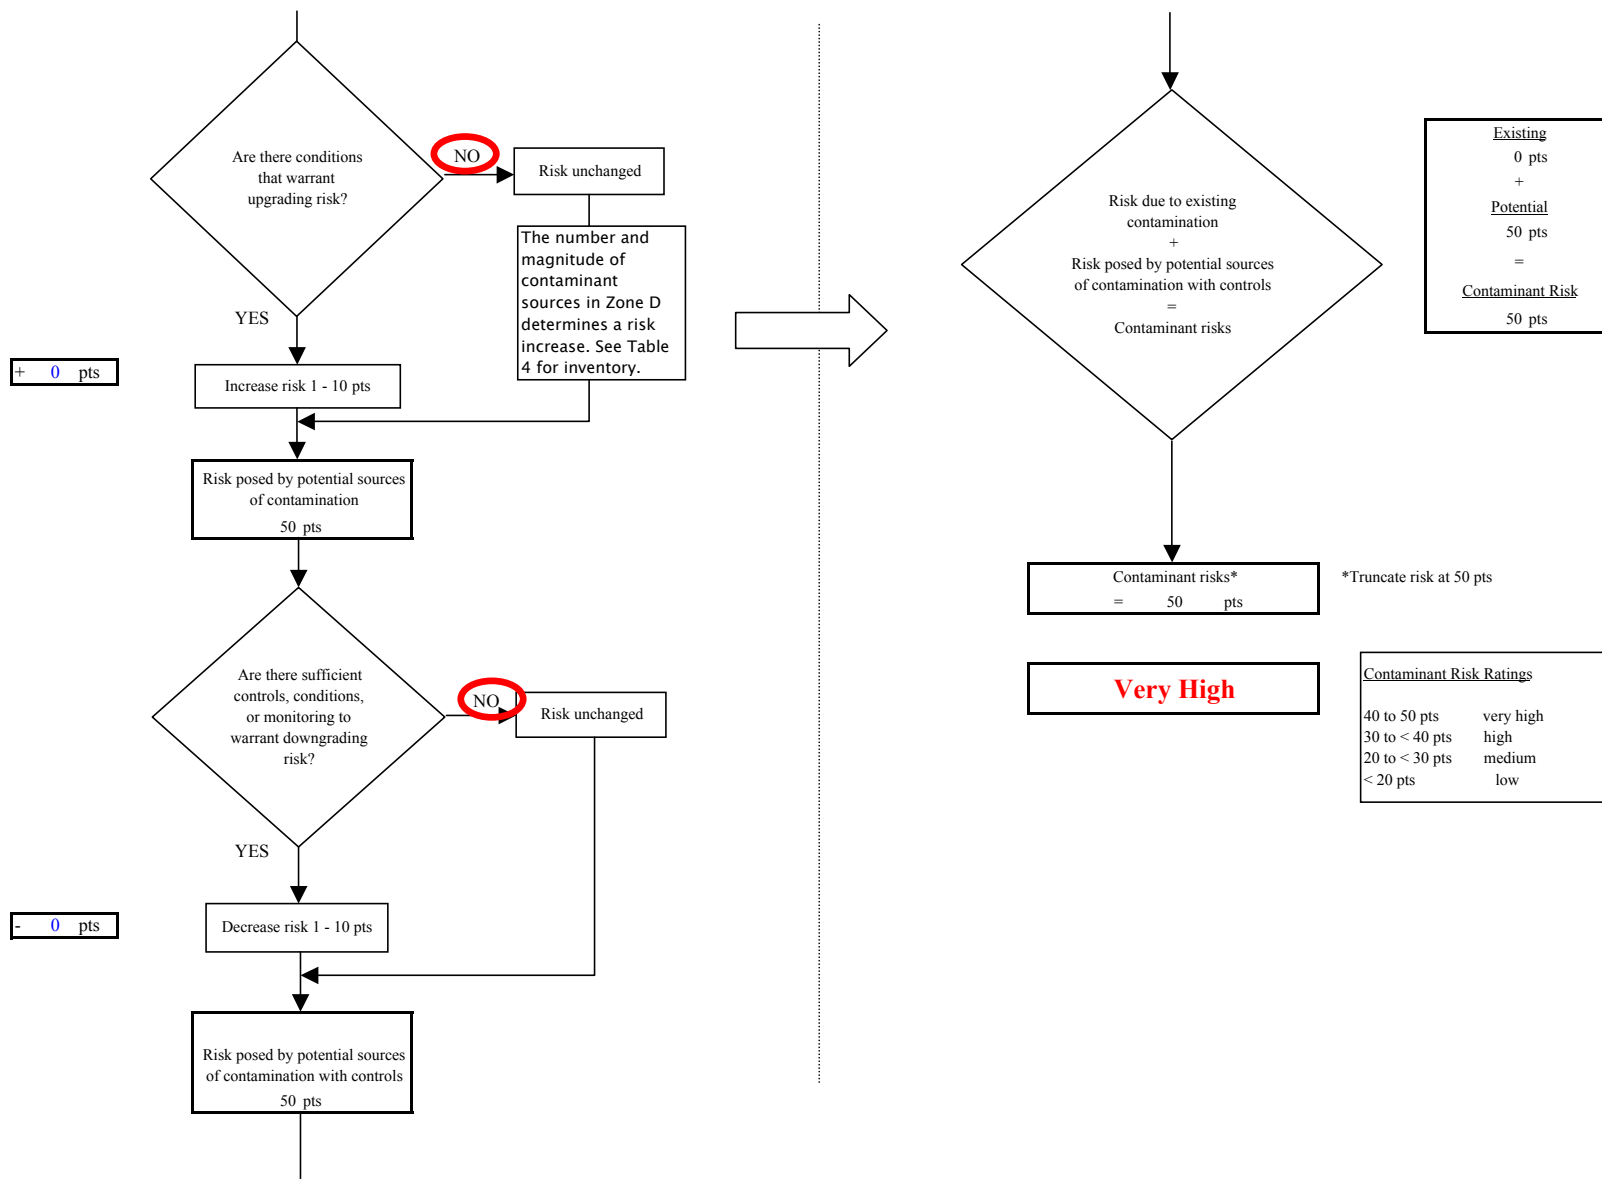 Are there conditions
that warrant
upgrading risk?
NO
Risk unchanged
The number and
magnitude of
contaminant
sources in Zone D
determines a risk
increase. See Table
4 for inventory.
YES
+ 0 pts
Increase risk 1 - 10 pts
Risk posed by potential sources
of contamination
50 pts
Are there sufficient
controls, conditions,
or monitoring to
warrant downgrading
risk?
NO
Risk unchanged
YES
- 0 pts
Decrease risk 1 - 10 pts
Risk posed by potential sources
of contamination with controls
50 pts
Risk due to existing
contamination
+
Risk posed by potential sources
of contamination with controls
=
Contaminant risks
Existing
0 pts
+
Potential
50 pts
=
Contaminant Risk
50 pts
Contaminant risks*
= 50 pts
*Truncate risk at 50 pts
Very High
Contaminant Risk Ratings
40 to 50 pts very high
30 to < 40 pts high
20 to < 30 pts medium
< 20 pts low